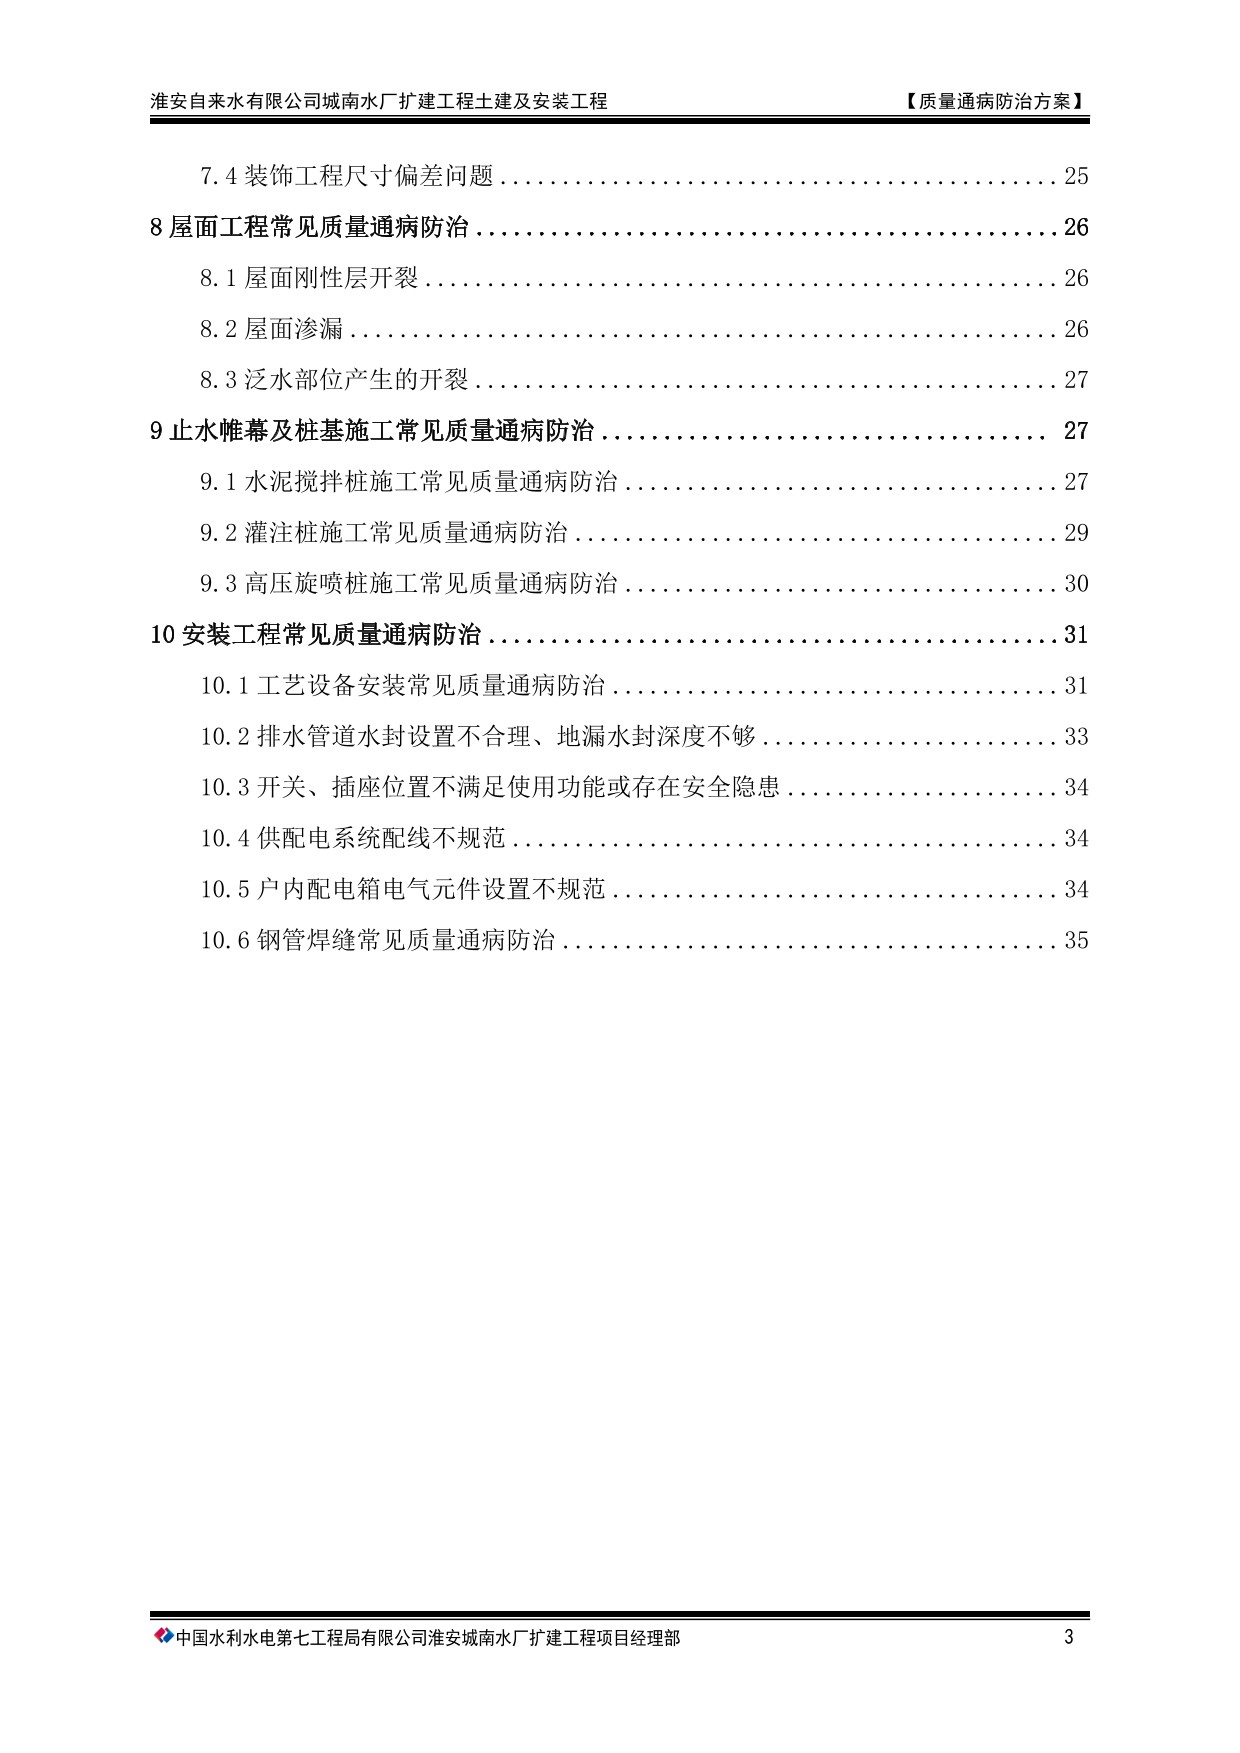 淮安自来水有限公司城南水厂扩建工程土建及安装工程 【质量通病防治方案】
7.4 装饰工程尺寸偏差问题............................................. 25
8 屋面工程常见质量通病防治...............................................26
8.1 屋面刚性层开裂................................................... 26
8.2 屋面渗漏......................................................... 26
8.3 泛水部位产生的开裂............................................... 27
9 止水帷幕及桩基施工常见质量通病防治.................................... 27
9.1 水泥搅拌桩施工常见质量通病防治................................... 27
9.2 灌注桩施工常见质量通病防治....................................... 29
9.3 高压旋喷桩施工常见质量通病防治................................... 30
10 安装工程常见质量通病防治..............................................31
10.1 工艺设备安装常见质量通病防治.................................... 31
10.2 排水管道水封设置不合理、地漏水封深度不够........................ 33
10.3 开关、插座位置不满足使用功能或存在安全隐患...................... 34
10.4 供配电系统配线不规范............................................ 34
10.5 户内配电箱电气元件设置不规范.................................... 34
10.6 钢管焊缝常见质量通病防治........................................ 35
中国水利水电第七工程局有限公司淮安城南水厂扩建工程项目经理部 3